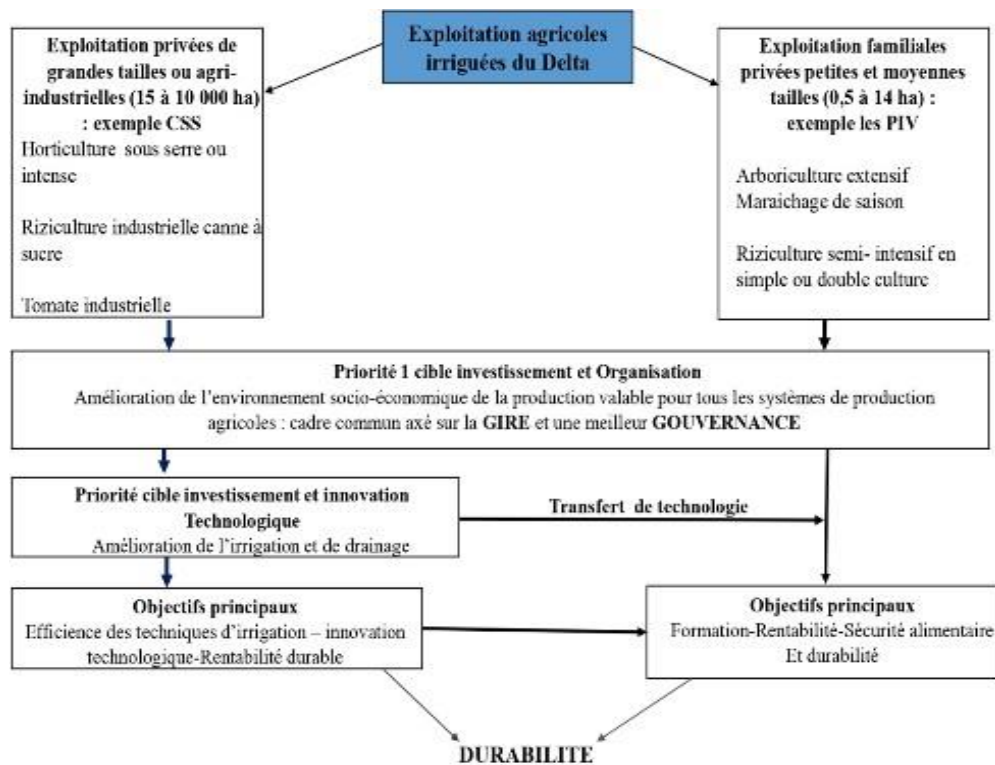 Exploitation agricoles
irriguées du Delta
Exploitation privées de
grandes tailles ou agri-
industrielles (15 à 10 000 ha)
: exemple CSS
Horticulture sous serre ou
intense
Riziculture industrielle canne à
sucre
Tomate industrielle
Exploitation familiales
privées petites et moyennes
tailles (0,5 à 14 ha) :
exemple les PIV
Arboriculture extensif
Maraichage de saison
Riziculture semi- intensif en
simple ou double culture
Priorité 1 cible investissement et Organisation
Amélioration de l'environnement socio-économique de la production valable pour tous les systèmes de production
agricoles : cadre commun axé sur la GIRE et une meilleur GOUVERNANCE
Priorité cible investissement et innovation
Technologique
Amélioration de l'irrigation et de drainage
Transfert de technologie
Objectifs principaux
Efficience des techniques d'irrigation – innovation
technologique-Rentabilité durable
Objectifs principaux
Formation-Rentabilité-Sécurité alimentaire
Et durabilité
DURABILITE